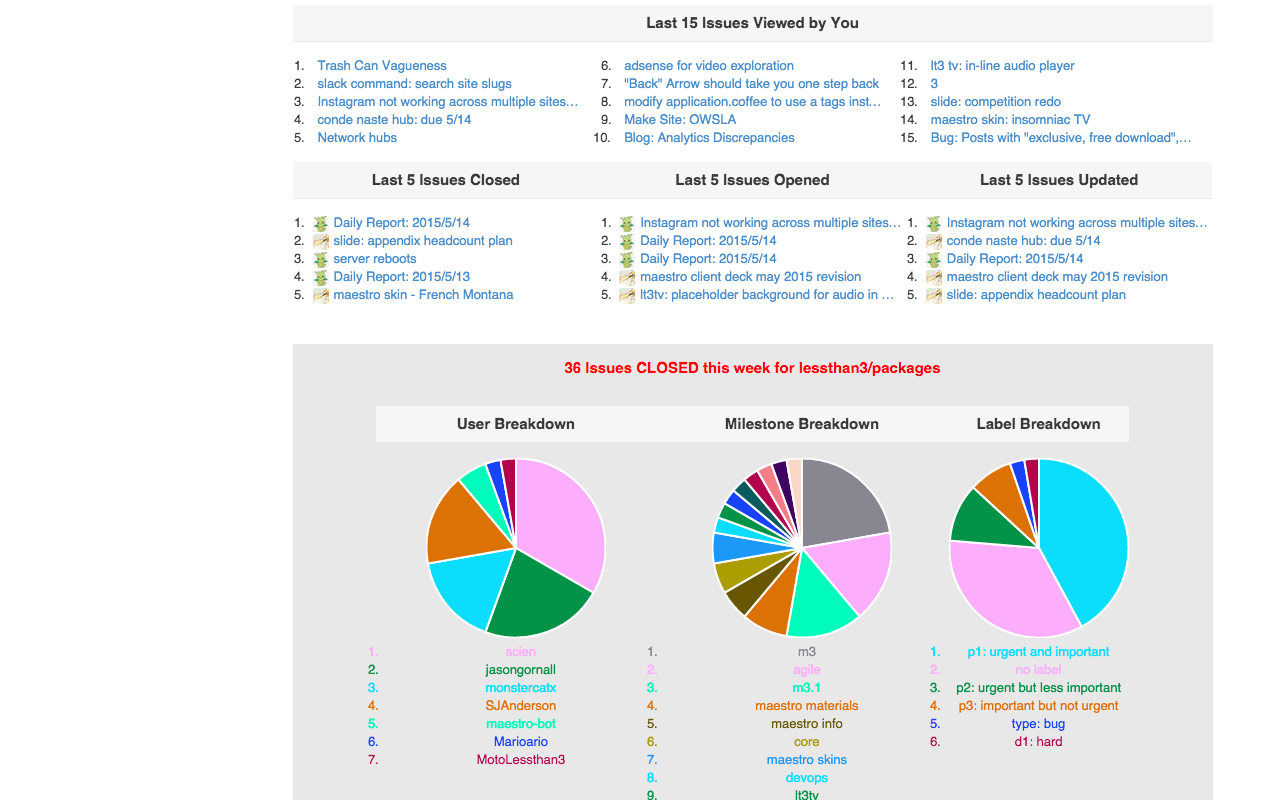 Last 15 Issues Viewed by You
1. Trash Can Vagueness
2. slack command: search site slugs
3. Instagram not working across multiple sites…
4. conde naste hub: due 5/14
5. Network hubs
6. adsense for video exploration
7. "Back" Arrow should take you one step back
8. modify application.coffee to use a tags inst…
9. Make Site: OWSLA
10. Blog: Analytics Discrepancies
11. lt3 tv: in-line audio player
12. 3
13. slide: competition redo
14. maestro skin: insomniac TV
15. Bug: Posts with "exclusive, free download",…
Last 5 Issues Closed
1. Daily Report: 2015/5/14
2. slide: appendix headcount plan
3. server reboots
4. Daily Report: 2015/5/13
5. maestro skin - French Montana
Last 5 Issues Opened
1. Instagram not working across multiple sites…
2. Daily Report: 2015/5/14
3. Daily Report: 2015/5/14
4. maestro client deck may 2015 revision
5. lt3tv: placeholder background for audio in …
Last 5 Issues Updated
1. Instagram not working across multiple sites…
2. conde naste hub: due 5/14
3. Daily Report: 2015/5/14
4. maestro client deck may 2015 revision
5. slide: appendix headcount plan
36 Issues CLOSED this week for lessthan3/packages
User Breakdown
1. scien
2. jasongornall
3. monstercatx
4. SJAnderson
5. maestro-bot
6. Marioario
7. MotoLessthan3
Milestone Breakdown
1. m3
2. agile
3. m3.1
4. maestro materials
5. maestro info
6. core
7. maestro skins
8. devops
9. lt3tv
Label Breakdown
1. p1: urgent and important
2. no label
3. p2: urgent but less important
4. p3: important but not urgent
5. type: bug
6. d1: hard